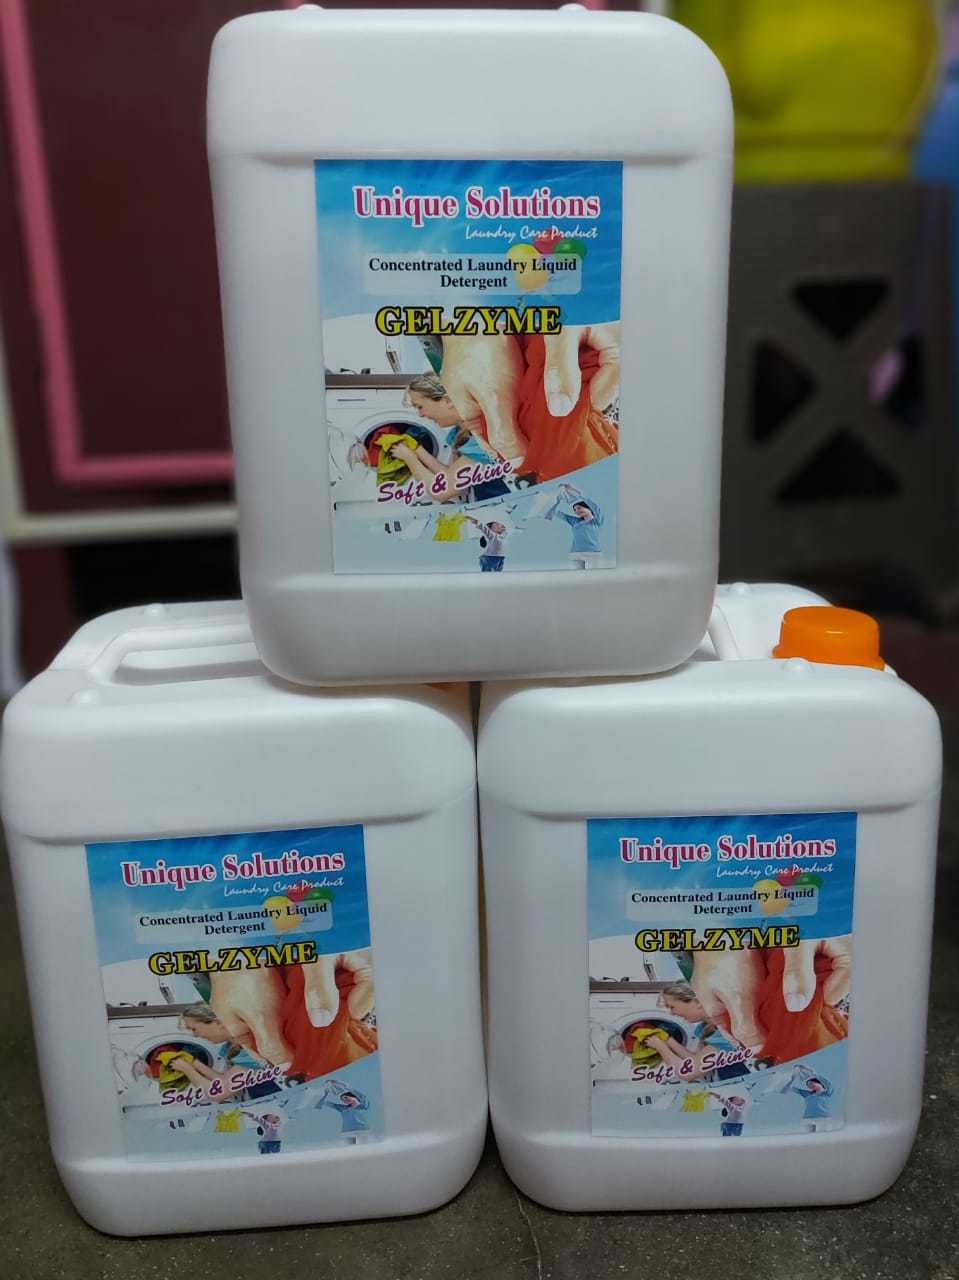 Unique Solutions
Laundry Care Product
Concentrated Laundry Liquid
Detergent
GELZYME
Soft & Shine
Unique Solutions
Laundry Care Product
Concentrated Laundry Liquid
Detergent
GELZYME
Soft & Shine
Unique Solutions
Laundry Care Product
Concentrated Laundry Liquid
Detergent
GELZYME
Soft & Shine